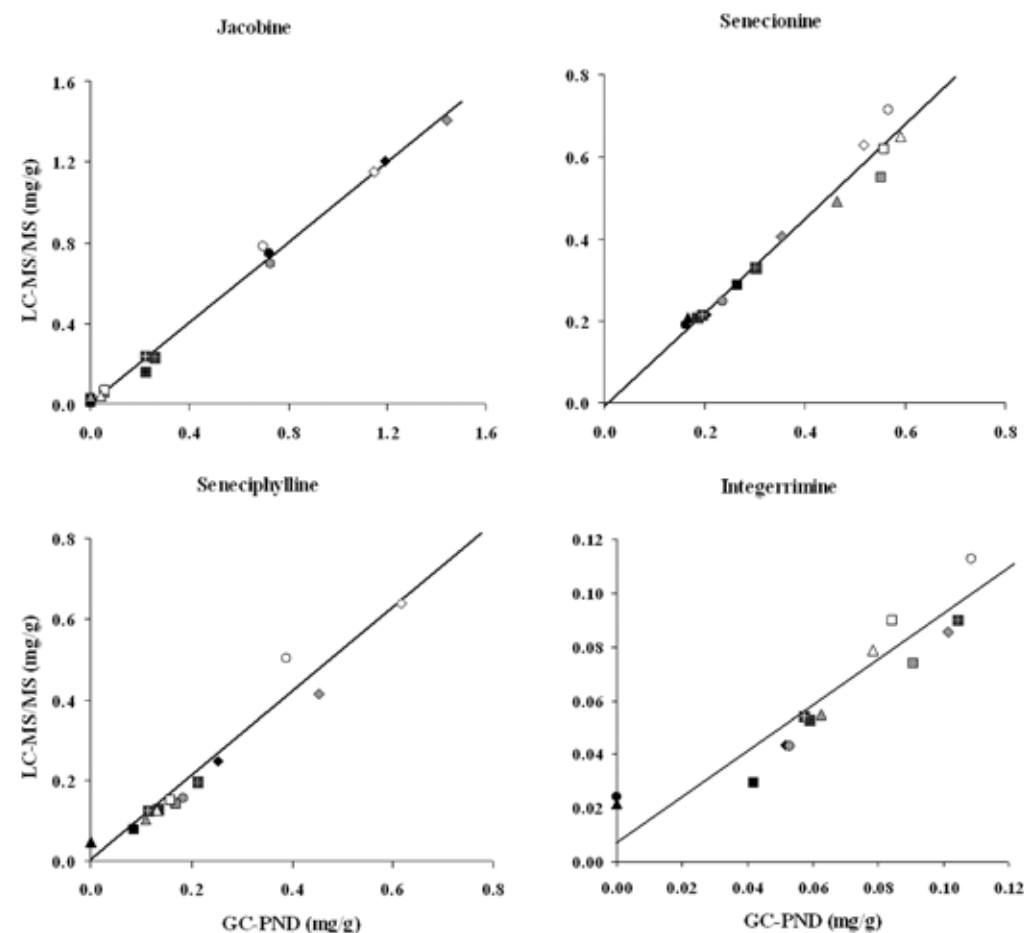 Jacobine
LC-MS/MS (mg/g)
1.6
1.2
0.8
0.4
0.0
0.0 0.4 0.8 1.2 1.6
Senecionine
0.8
0.6
0.4
0.2
0.0
0.0 0.2 0.4 0.6 0.8
Seneciphylline
LC-MS/MS (mg/g)
0.8
0.6
0.4
0.2
0.0
0.0 0.2 0.4 0.6 0.8
GC-PND (mg/g)
Integerrimine
0.12
0.10
0.08
0.06
0.04
0.02
0.00
0.00 0.02 0.04 0.06 0.08 0.10 0.12
GC-PND (mg/g)